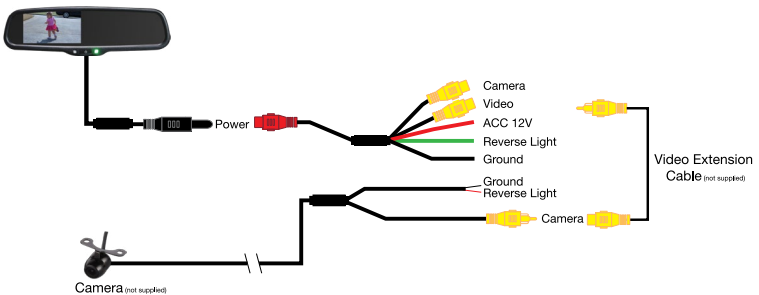 Camera
Video
ACC 12V
Reverse Light
Ground
Power
Ground
Reverse Light
Camera
Video Extension
Cable (not supplied)
Camera (not supplied)